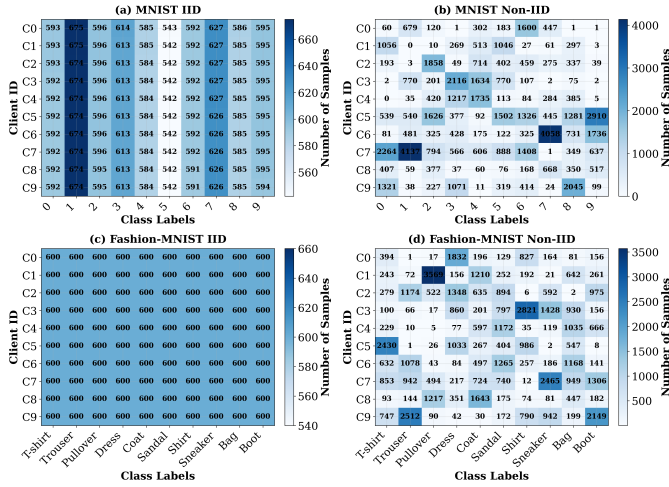 (a) MNIST IID
C0 593 675 596 614 585 543 592 627 586 595
C1 593 675 596 613 585 542 592 627 585 595
C2 593 674 596 613 584 542 592 627 585 595
C3 592 674 596 613 584 542 592 627 585 595
C4 592 674 596 613 584 542 592 627 585 595
C5 592 674 596 613 584 542 592 626 585 595
C6 592 674 596 613 584 542 592 626 585 595
C7 592 674 596 613 584 542 592 626 585 595
C8 592 674 595 613 584 542 591 626 585 595
C9 592 674 595 613 584 542 591 626 585 594
0 1 2 3 4 5 6 7 8 9
Class Labels
Client ID
660
640
620
600
580
560
Number of Samples
(b) MNIST Non-IID
C0 60 679 120 1 302 183 1600 447 1 1
C1 1056 0 10 269 513 1046 27 61 297 3
C2 193 3 1858 49 714 402 459 275 337 39
C3 2 770 201 2116 1634 770 107 2 75 2
C4 0 35 420 1217 1735 113 84 284 385 5
C5 539 540 1626 377 92 1502 1326 445 1281 2910
C6 81 481 325 428 175 122 325 4058 731 1736
C7 2264 4137 794 566 606 888 1408 1 349 637
C8 407 59 377 37 60 76 168 668 350 517
C9 1321 38 227 1071 11 319 414 24 2045 99
0 1 2 3 4 5 6 7 8 9
Class Labels
Client ID
4000
3000
2000
1000
0
Number of Samples
(c) Fashion-MNIST IID
C0 600 600 600 600 600 600 600 600 600 600
C1 600 600 600 600 600 600 600 600 600 600
C2 600 600 600 600 600 600 600 600 600 600
C3 600 600 600 600 600 600 600 600 600 600
C4 600 600 600 600 600 600 600 600 600 600
C5 600 600 600 600 600 600 600 600 600 600
C6 600 600 600 600 600 600 600 600 600 600
C7 600 600 600 600 600 600 600 600 600 600
C8 600 600 600 600 600 600 600 600 600 600
C9 600 600 600 600 600 600 600 600 600 600
T-shirt Trouser Pullover Dress Coat Sandal Shirt Sneaker Bag Boot
Class Labels
Client ID
660
640
620
600
580
560
540
Number of Samples
(d) Fashion-MNIST Non-IID
C0 394 1 17 1832 196 129 827 164 81 156
C1 243 72 3569 156 1210 252 192 21 642 261
C2 279 1174 522 1348 635 894 6 592 2 975
C3 100 66 17 860 201 797 2821 1428 930 156
C4 229 10 5 77 597 1172 35 119 1035 666
C5 2430 1 26 1033 267 404 986 2 547 8
C6 632 1078 43 84 497 1265 257 186 1168 141
C7 853 942 494 217 724 740 12 2465 949 1306
C8 93 144 1217 351 1643 175 74 81 447 182
C9 747 2512 90 42 30 172 790 942 199 2149
T-shirt Trouser Pullover Dress Coat Sandal Shirt Sneaker Bag Boot
Class Labels
Client ID
3500
3000
2500
2000
1500
1000
500
Number of Samples